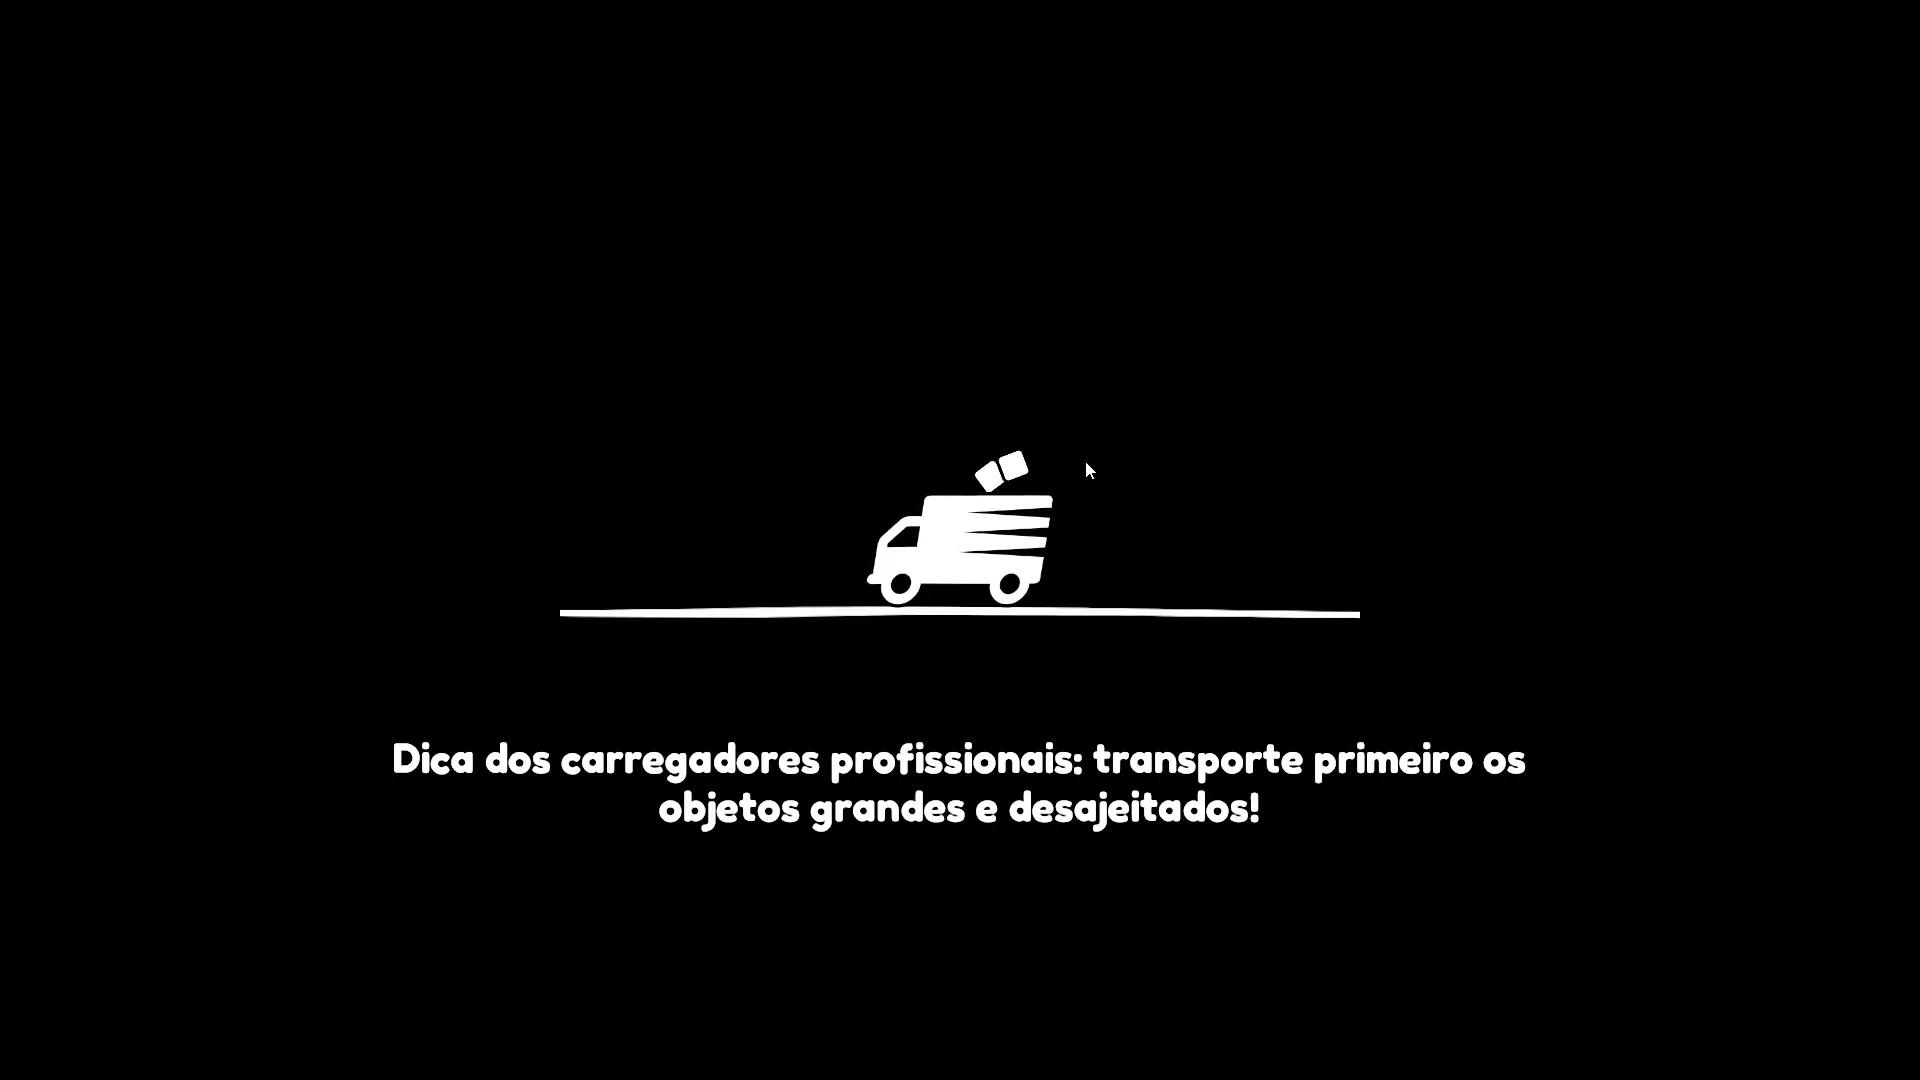 Dica dos carregadores profissionais: transporte primeiro os
objetos grandes e desajeitados!